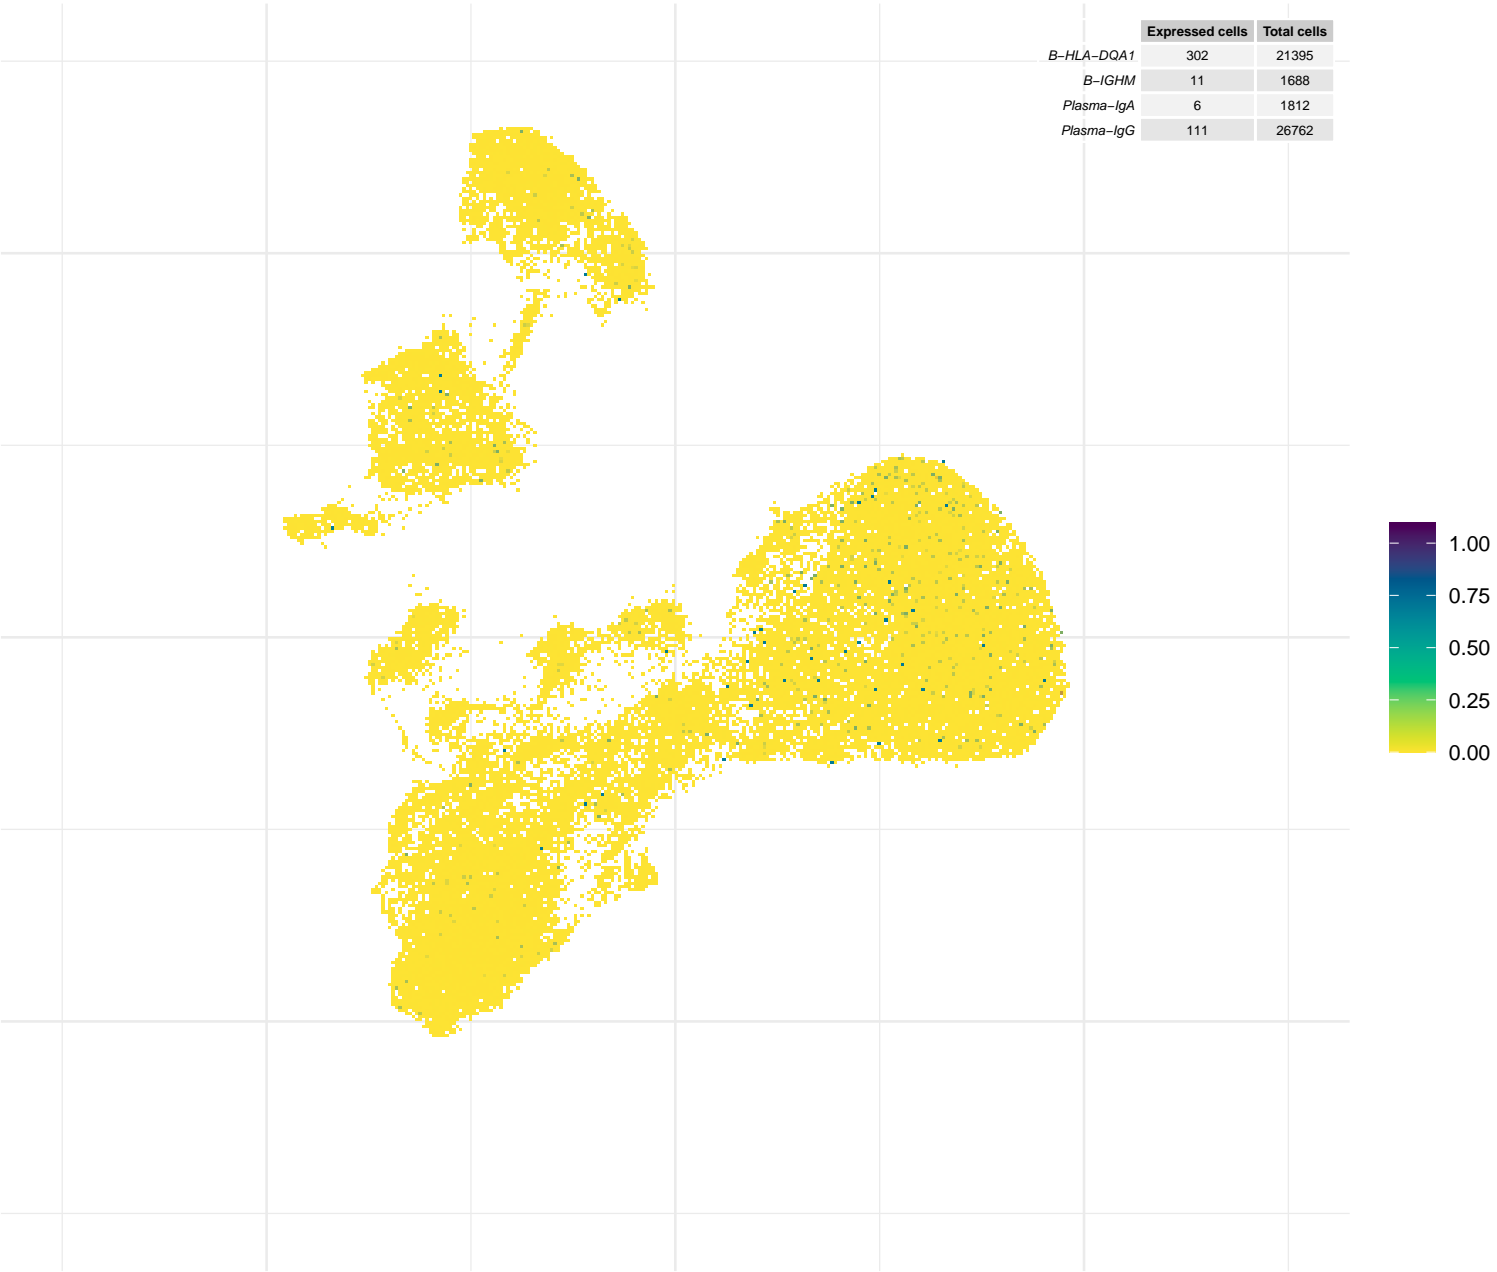 Expressed cells Total cells
B−HLA−DQA1 302 21395
B−IGHM 11 1688
Plasma−IgA 6 1812
Plasma−IgG 111 26762
1.00
0.75
0.50
0.25
0.00